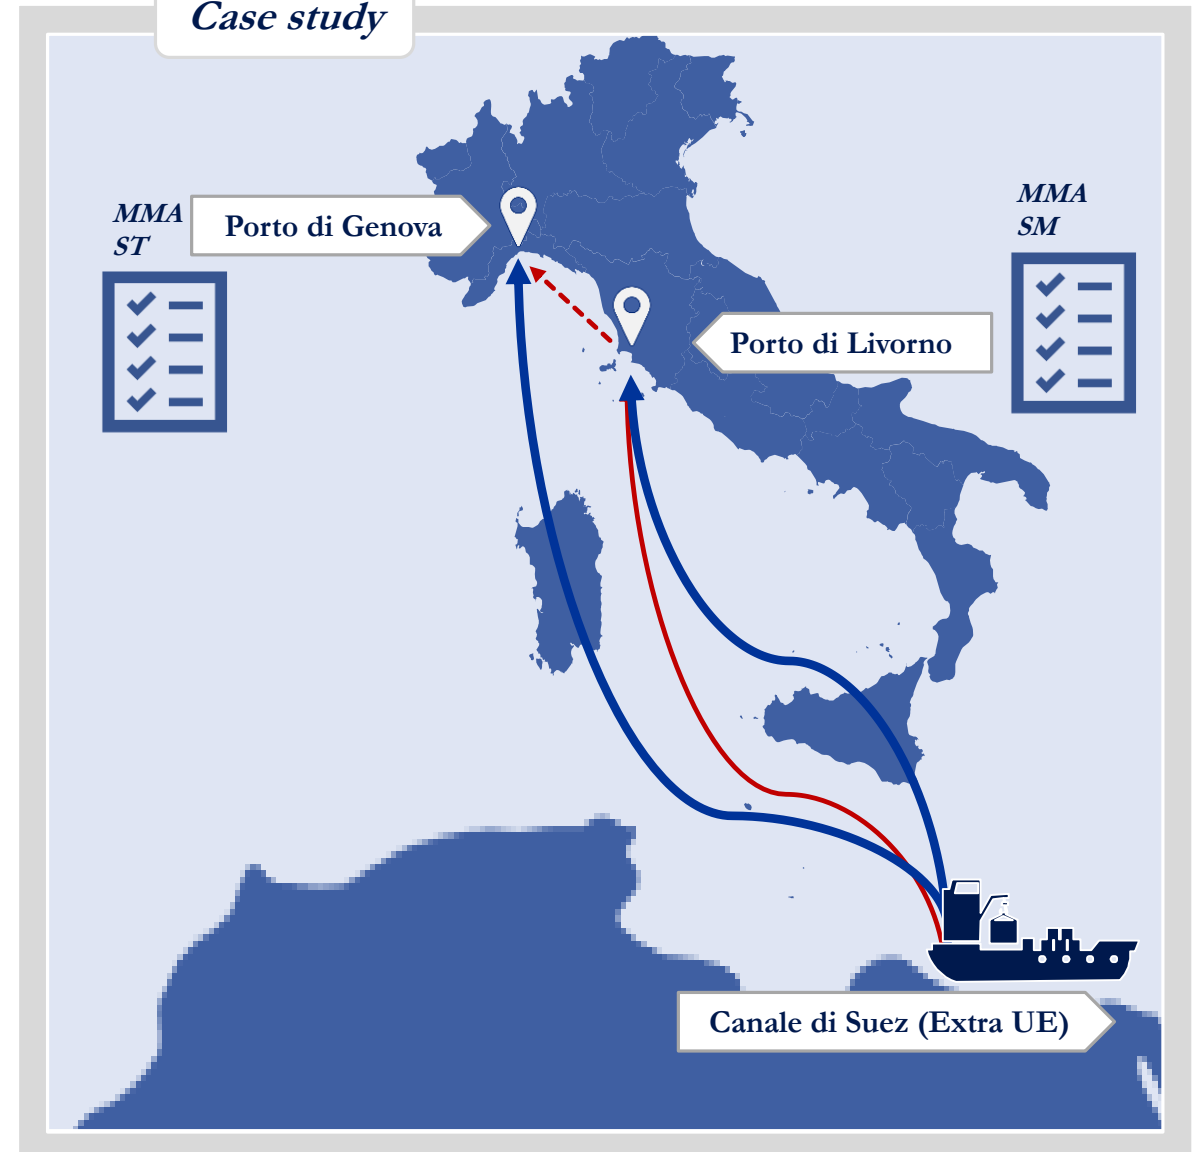 Case study
MMA
ST
Porto di Genova
MMA
SM
Porto di Livorno
Canale di Suez (Extra UE)